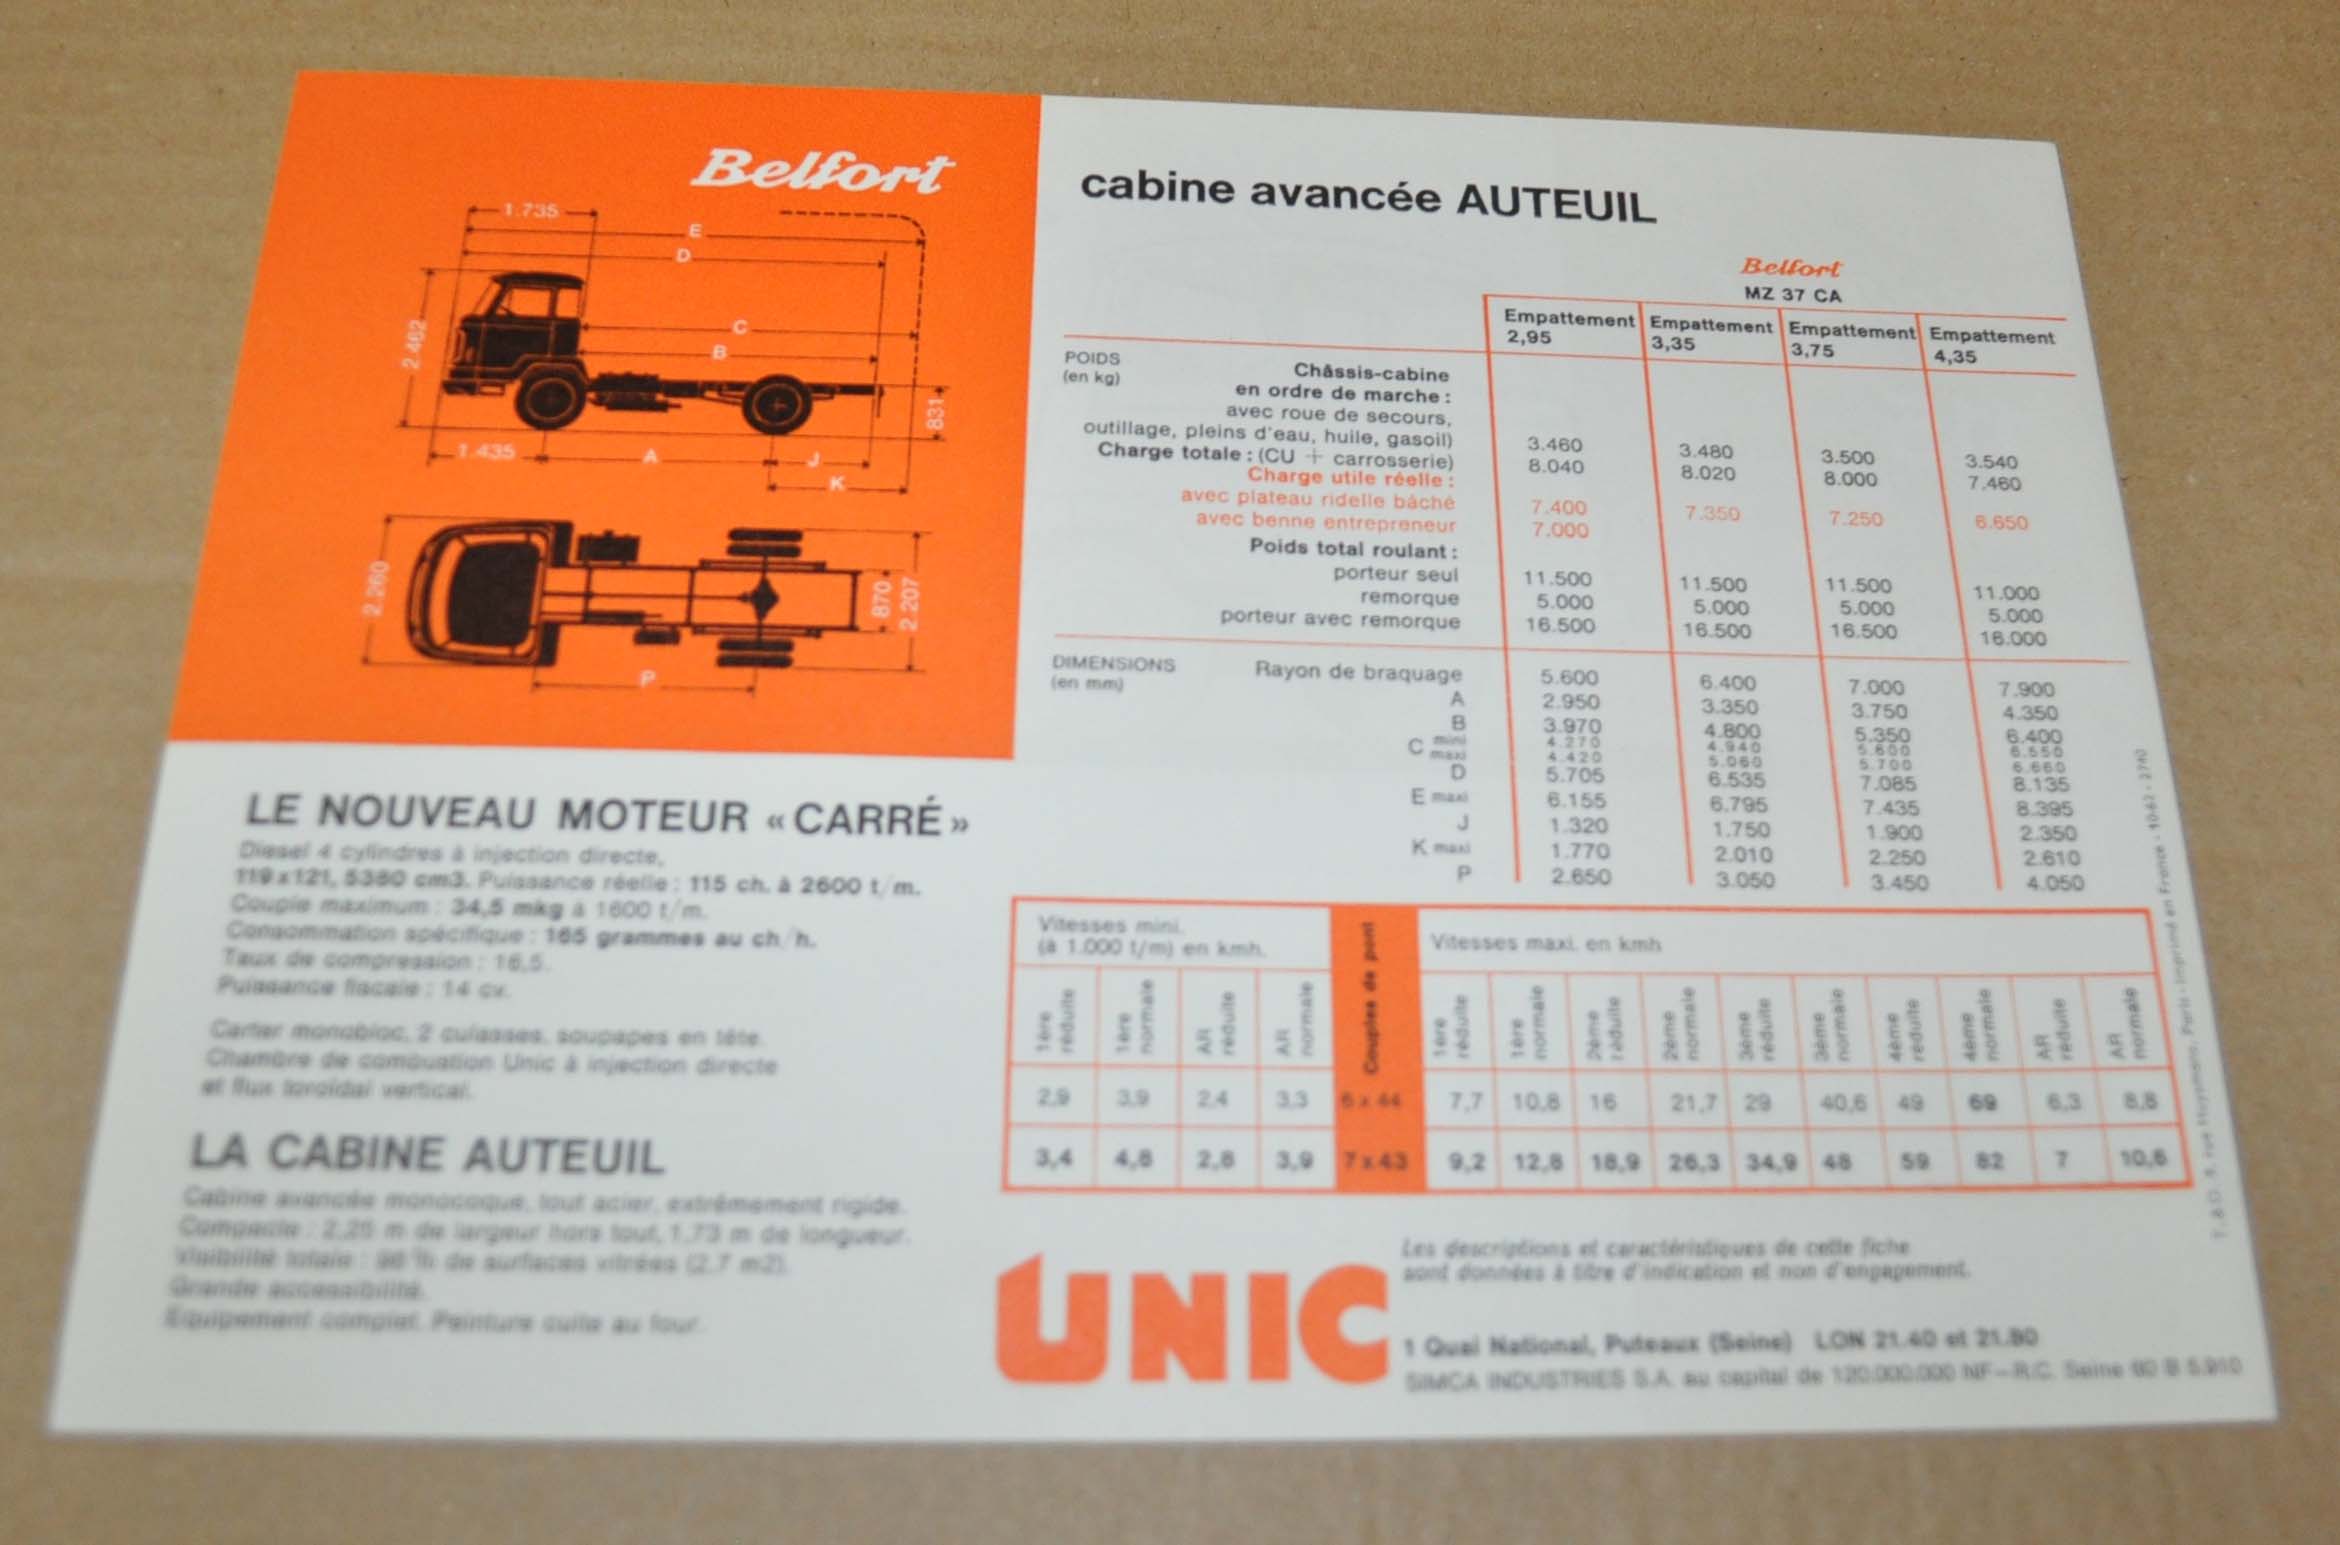 Belfort
1.735
E
D
C
B
2.462
831
1.435 A J
K
2.260
870
2.207
P
LE NOUVEAU MOTEUR « CARRÉ »
Diesel 4 cylindres à injection directe,
119 x 121, 5380 cm3. Puissance réelle : 115 ch. à 2600 t/m.
Couple maximum : 34,5 mkg à 1600 t/m.
Consommation spécifique : 165 grammes au ch/h.
Taux de compression : 16,5.
Puissance fiscale : 14 cv.
Carter monobloc, 2 culasses, soupapes en tête.
Chambre de combustion Unic à injection directe
et flux toroïdal vertical.
LA CABINE AUTEUIL
Cabine avancée monocoque, tout acier, extrêmement rigide.
Compacte : 2,25 m de largeur hors tout, 1,73 m de longueur.
Visibilité totale : 98 % de surfaces vitrées (2,7 m2).
Grande accessibilité.
Equipement complet. Peinture cuite au four.
cabine avancée AUTEUIL
Belfort
MZ 37 CA
Empattement 2,95 Empattement 3,35 Empattement 3,75 Empattement 4,35
POIDS
(en kg)
Châssis-cabine
en ordre de marche :
avec roue de secours,
outillage, pleins d'eau, huile, gasoil) 3.460 3.480 3.500 3.540
Charge totale : (CU + carrosserie) 8.040 8.020 8.000 7.460
Charge utile réelle :
avec plateau ridelle bâché 7.400 7.350 7.250 6.650
avec benne entrepreneur 7.000
Poids total roulant :
porteur seul 11.500 11.500 11.500 11.000
remorque 5.000 5.000 5.000 5.000
porteur avec remorque 16.500 16.500 16.500 16.000
DIMENSIONS
(en mm)
Rayon de braquage 5.600 6.400 7.000 7.900
A 2.950 3.350 3.750 4.350
B 3.970 4.800 5.350 6.400
C mini 4.270 4.940 5.600 6.550
maxi 4.420 5.060 5.700 6.660
D 5.705 6.535 7.085 8.135
E maxi 6.155 6.795 7.435 8.395
J 1.320 1.750 1.900 2.350
K maxi 1.770 2.010 2.250 2.610
P 2.650 3.050 3.450 4.050
Vitesses mini.
(à 1.000 t/m) en kmh.
Couples de pont
Vitesses maxi. en kmh
1ère réduite 1ère normale AR réduite AR normale 1ère réduite 1ère normale 2ème réduite 2ème normale 3ème réduite 3ème normale 4ème réduite 4ème normale AR réduite AR normale
2,9 3,9 2,4 3,3 6 x 44 7,7 10,8 16 21,7 29 40,6 49 69 6,3 8,8
3,4 4,8 2,8 3,9 7 x 43 9,2 12,8 18,9 26,3 34,9 48 59 82 7 10,6
UNIC
Les descriptions et caractéristiques de cette fiche
sont données à titre d'indication et non d'engagement.
1 Quai National, Puteaux (Seine) LON 21.40 et 21.80
SIMCA INDUSTRIES S.A. au capital de 120.000.000 NF - R.C. Seine 60 B 5.910
rue Huysmans, Paris - Imprimé en France - 10-62 - 2740